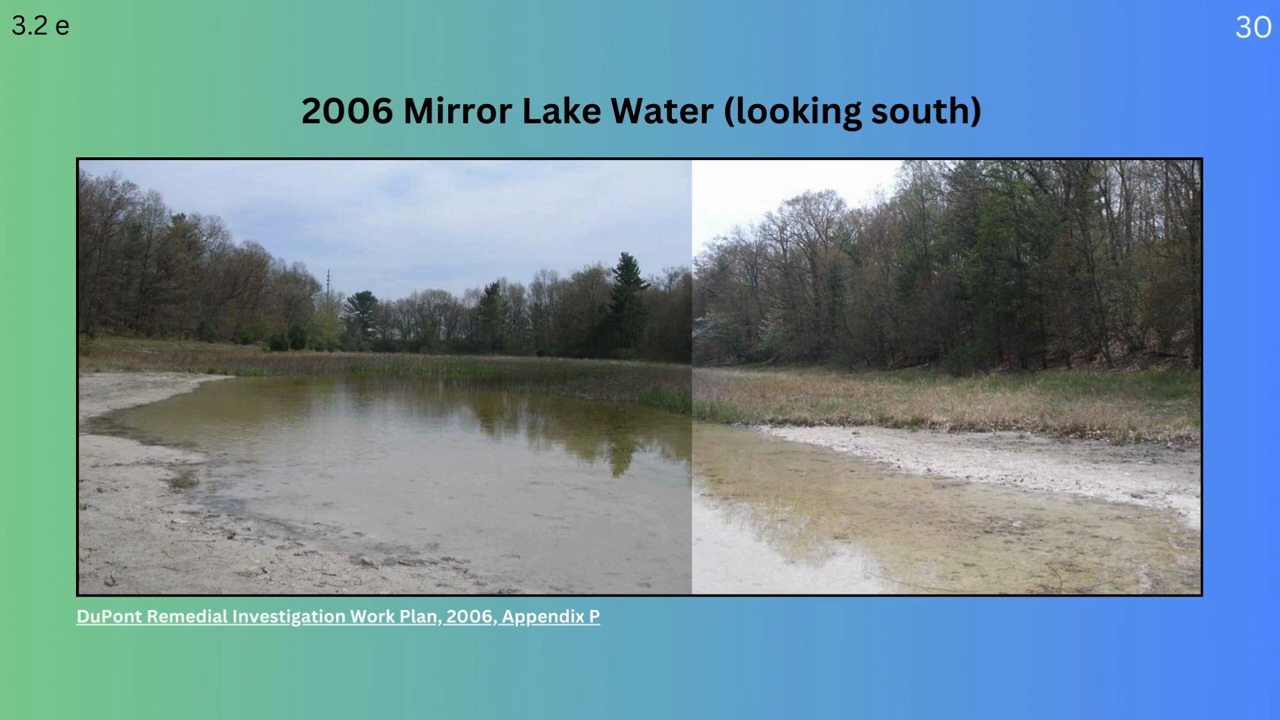 3.2 e
30
2006 Mirror Lake Water (looking south)
DuPont Remedial Investigation Work Plan, 2006, Appendix P